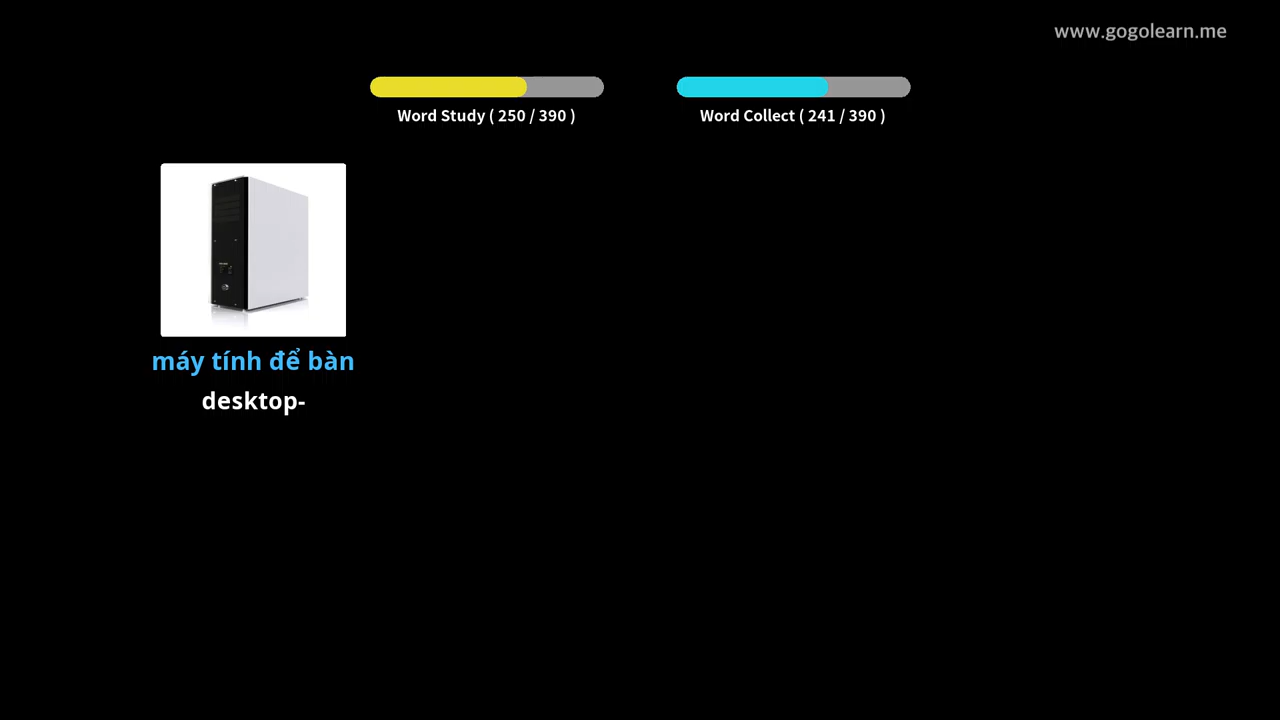 www.gogolearn.me
Word Study ( 250 / 390 )
Word Collect ( 241 / 390 )
máy tính để bàn
desktop-